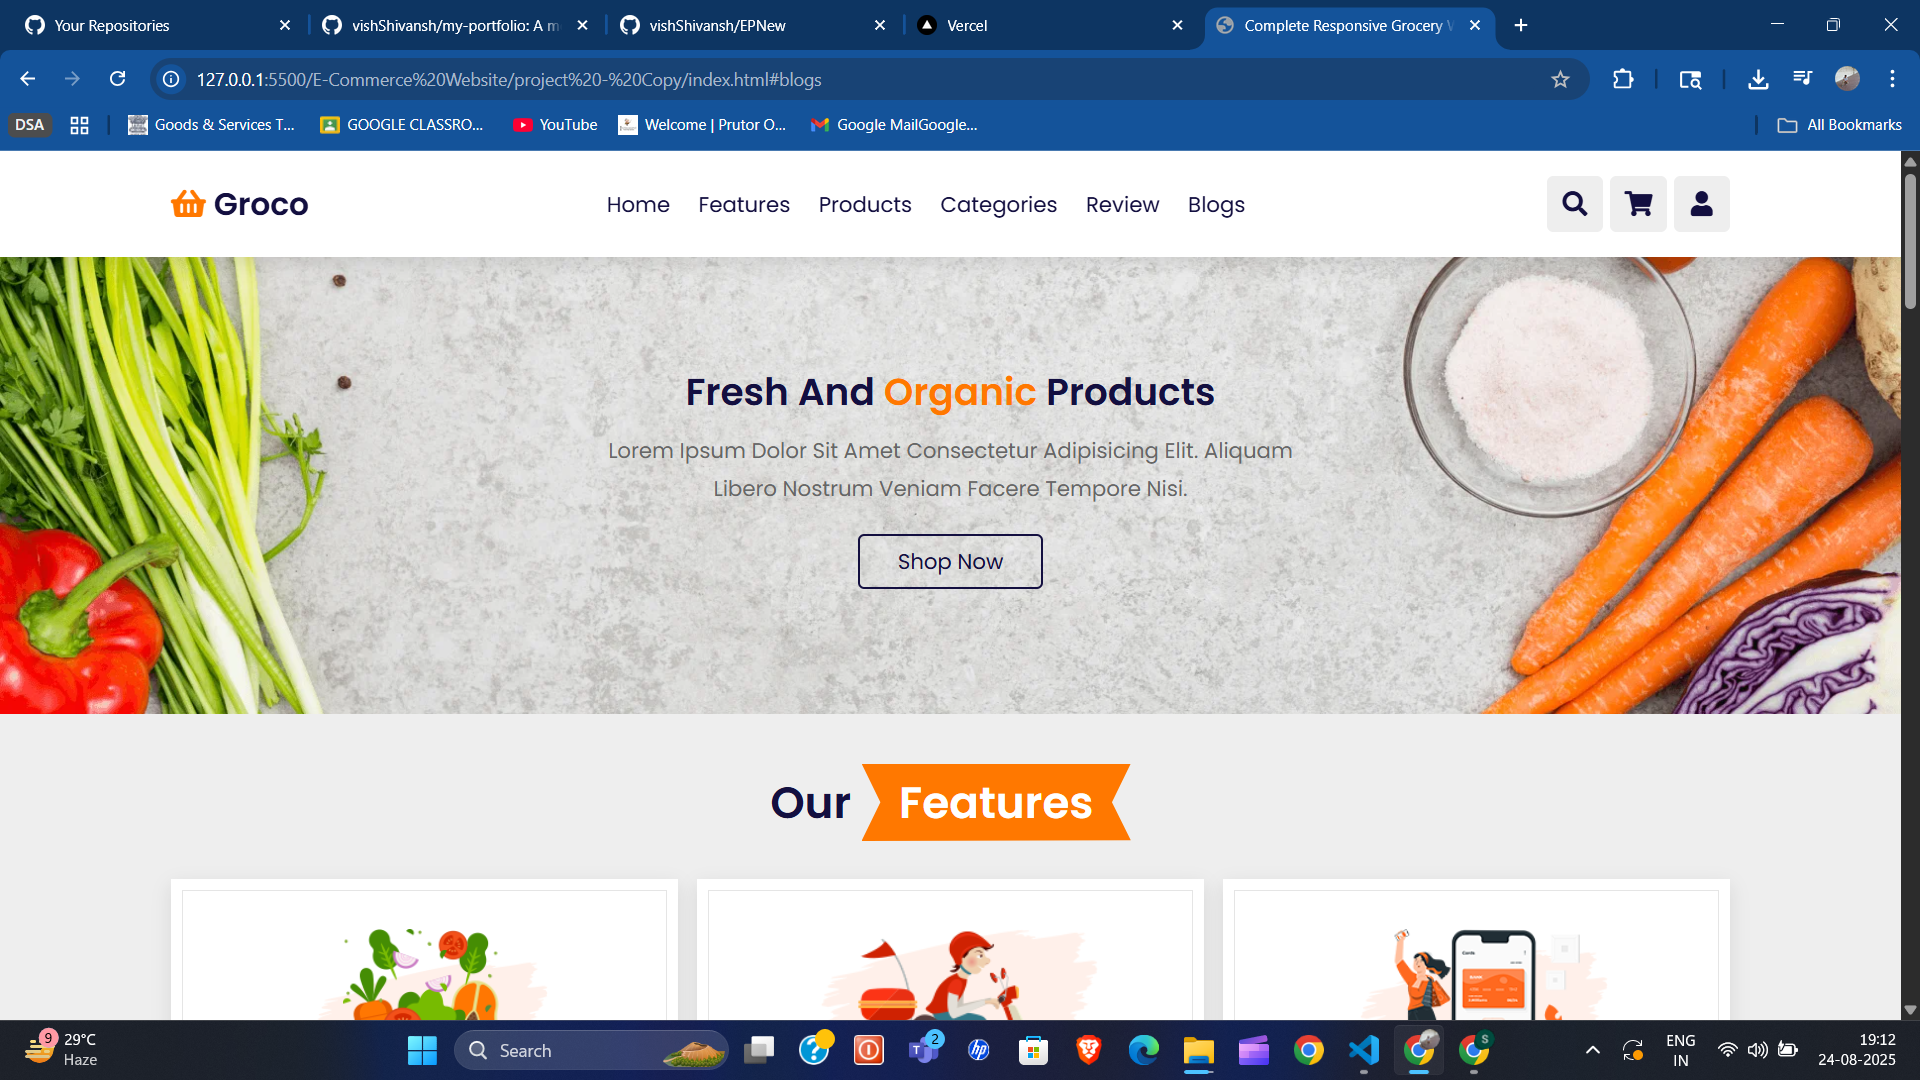 Your Repositories
vishShivansh/my-portfolio: A m
vishShivansh/EPNew
Vercel
Complete Responsive Grocery W
127.0.0.1:5500/E-Commerce%20Website/project%20-%20Copy/index.html#blogs
DSA
Goods & Services T...
GOOGLE CLASSRO...
YouTube
Welcome | Prutor O...
Google MailGoogle...
All Bookmarks
Groco
Home
Features
Products
Categories
Review
Blogs
Fresh And Organic Products
Lorem Ipsum Dolor Sit Amet Consectetur Adipisicing Elit. Aliquam
Libero Nostrum Veniam Facere Tempore Nisi.
Shop Now
Our Features
9
29°C
Haze
Search
2
hp
S
ENG
IN
19:12
24-08-2025